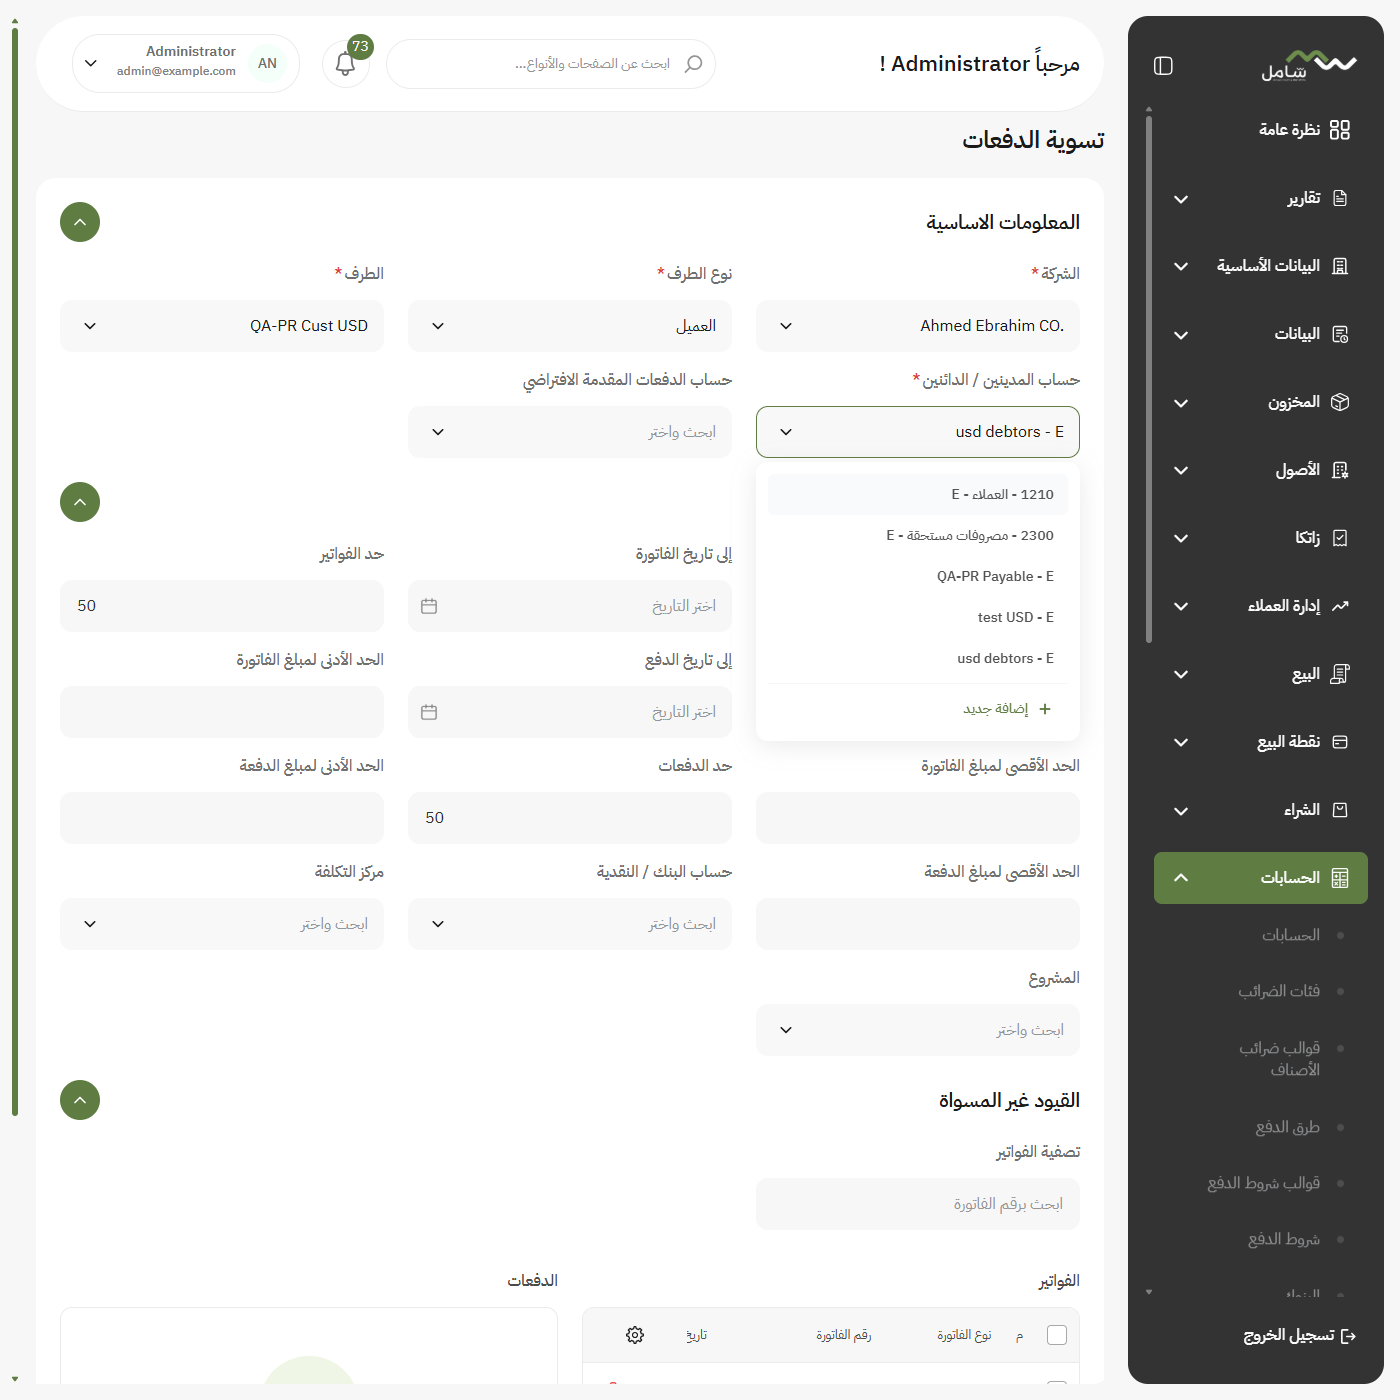 شامل
نظرة عامة
تقارير
البيانات الأساسية
البيانات
المخزون
الأصول
زاتكا
إدارة العملاء
البيع
نقطة البيع
الشراء
الحسابات
الحسابات
فئات الضرائب
قوالب ضرائب
الأصناف
طرق الدفع
قوالب شروط الدفع
شروط الدفع
البنوك
تسجيل الخروج
مرحباً Administrator !
ابحث عن الصفحات والأنواع...
73
AN
Administrator
admin@example.com
تسوية الدفعات
المعلومات الاساسية
الشركة *
نوع الطرف *
الطرف *
Ahmed Ebrahim CO.
العميل
QA-PR Cust USD
حساب المدينين / الدائنين *
حساب الدفعات المقدمة الافتراضي
usd debtors - E
ابحث واختر
1210 - العملاء - E
2300 - مصروفات مستحقة - E
QA-PR Payable - E
test USD - E
usd debtors - E
+ إضافة جديد
إلى تاريخ الفاتورة
حد الفواتير
اختر التاريخ
50
إلى تاريخ الدفع
الحد الأدنى لمبلغ الفاتورة
اختر التاريخ
الحد الأقصى لمبلغ الفاتورة
حد الدفعات
الحد الأدنى لمبلغ الدفعة
50
الحد الأقصى لمبلغ الدفعة
حساب البنك / النقدية
مركز التكلفة
ابحث واختر
ابحث واختر
المشروع
ابحث واختر
القيود غير المسواة
تصفية الفواتير
ابحث برقم الفاتورة
الفواتير
الدفعات
م
نوع الفاتورة
رقم الفاتورة
تاريخ